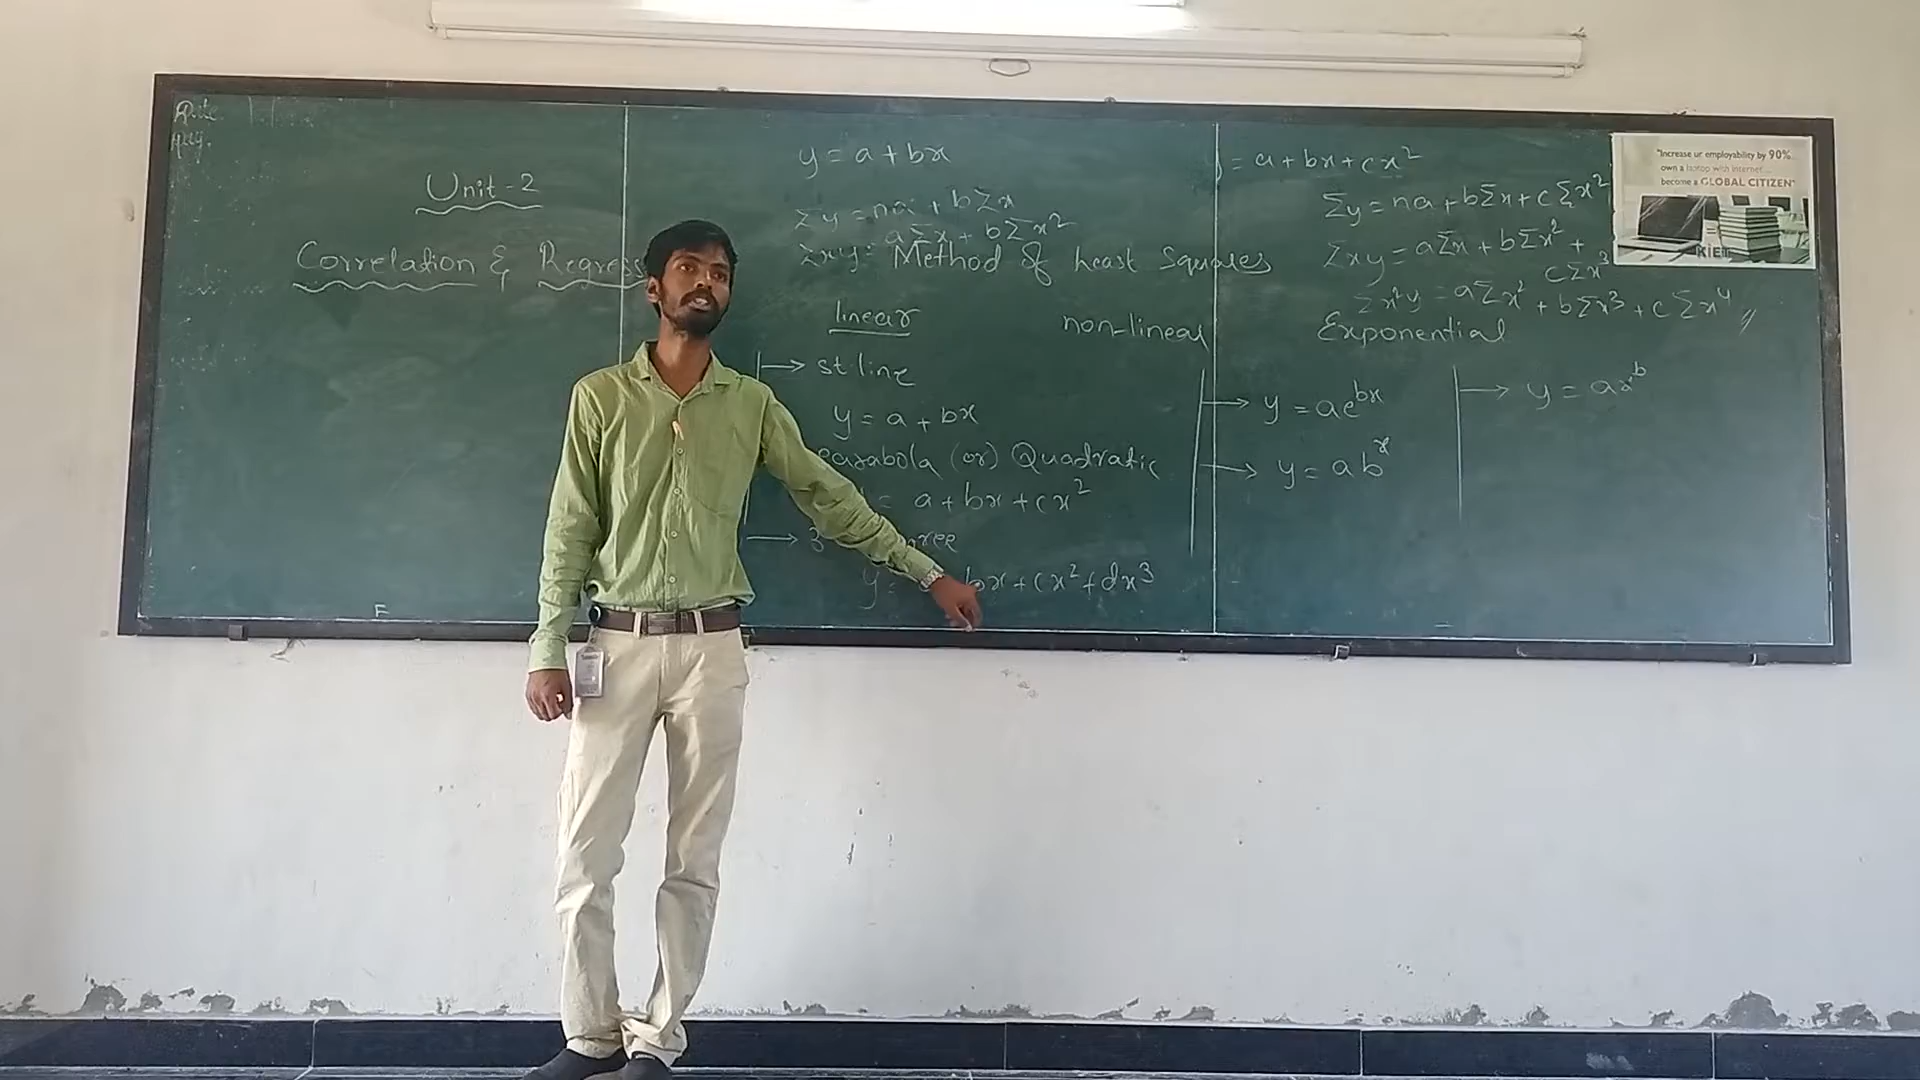 Unit-2
Correlation & Regress
y = a + bx
Σy = na + bΣx
Σxy = aΣx + bΣx²
Method of Least Squares
linear
→ st. line
y = a + bx
Parabola (or) Quadratic
= a + bx + cx²
→ 3
y = bx + cx² + dx³
non-linear
y = a + bx + cx²
Σy = na + bΣx + cΣx²
Σxy = aΣx + bΣx² +
cΣx³
Σx²y = aΣx² + bΣx³ + cΣx⁴ //
Exponential
→ y = ae^bx
→ y = ab^x
→ y = ax^b
"Increase ur employability by 90%
own a laptop with internet...
become a GLOBAL CITIZEN"
KIET